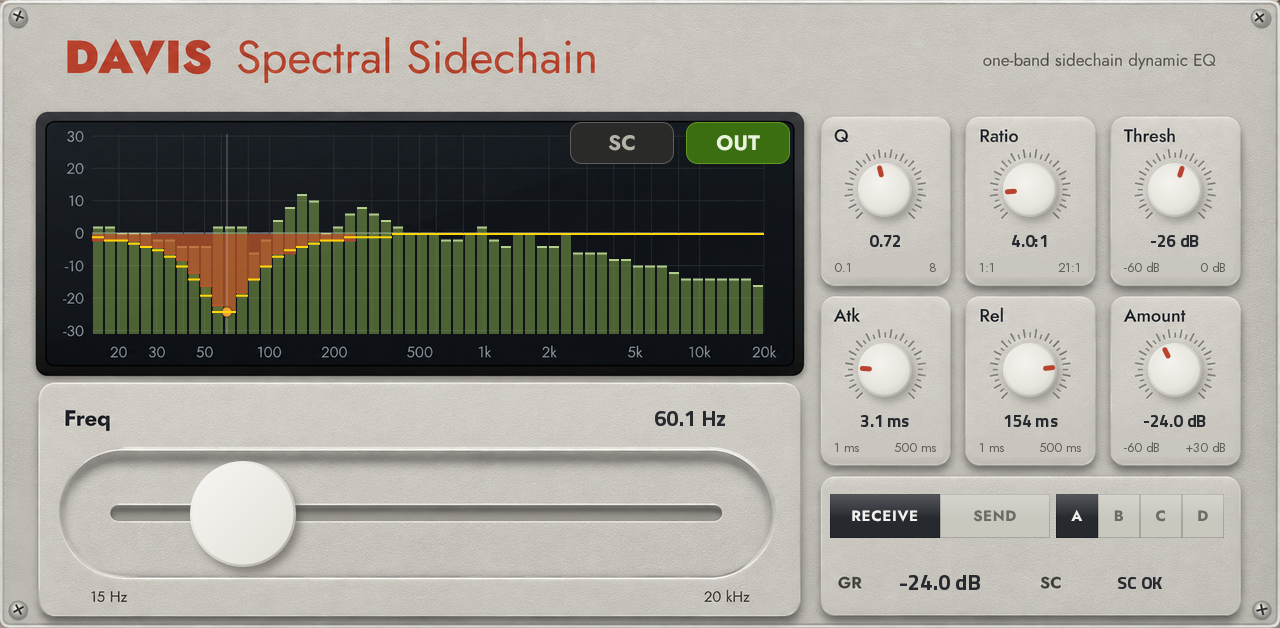 DAVIS Spectral Sidechain
one-band sidechain dynamic EQ
30
20
10
0
-10
-20
-30
SC OUT
20 30 50 100 200 500 1k 2k 5k 10k 20k
Freq 60.1 Hz
15 Hz 20 kHz
Q
0.72
0.1 8
Ratio
4.0:1
1:1 21:1
Thresh
-26 dB
-60 dB 0 dB
Atk
3.1 ms
1 ms 500 ms
Rel
154 ms
1 ms 500 ms
Amount
-24.0 dB
-60 dB +30 dB
RECEIVE SEND A B C D
GR -24.0 dB SC SC OK